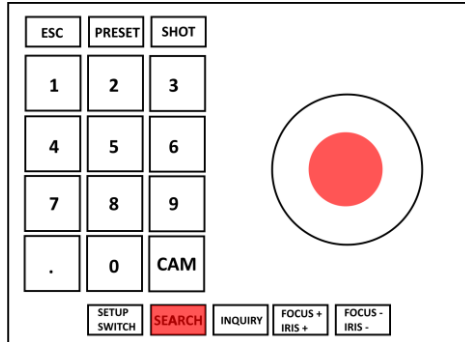 ESC PRESET SHOT
1 2 3
4 5 6
7 8 9
. 0 CAM
SETUP SWITCH SEARCH INQUIRY FOCUS + IRIS + FOCUS - IRIS -